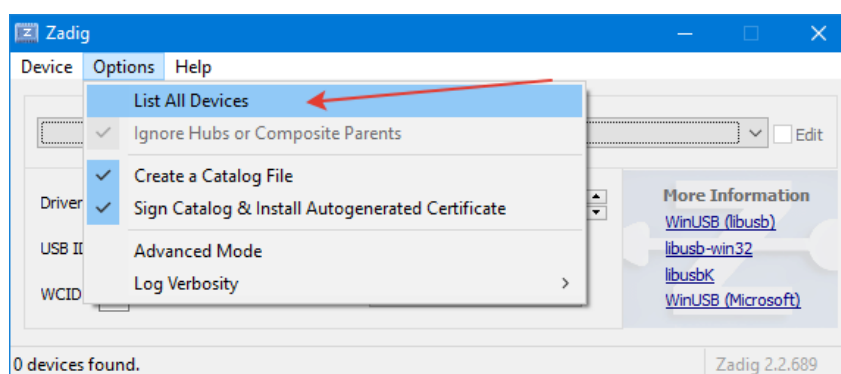 Zadig
Device Options Help
List All Devices
Ignore Hubs or Composite Parents
Edit
Create a Catalog File
Driver
Sign Catalog & Install Autogenerated Certificate
More Information
WinUSB (libusb)
USB ID
Advanced Mode
libusb-win32
WCID
Log Verbosity
libusbK
WinUSB (Microsoft)
0 devices found.
Zadig 2.2.689